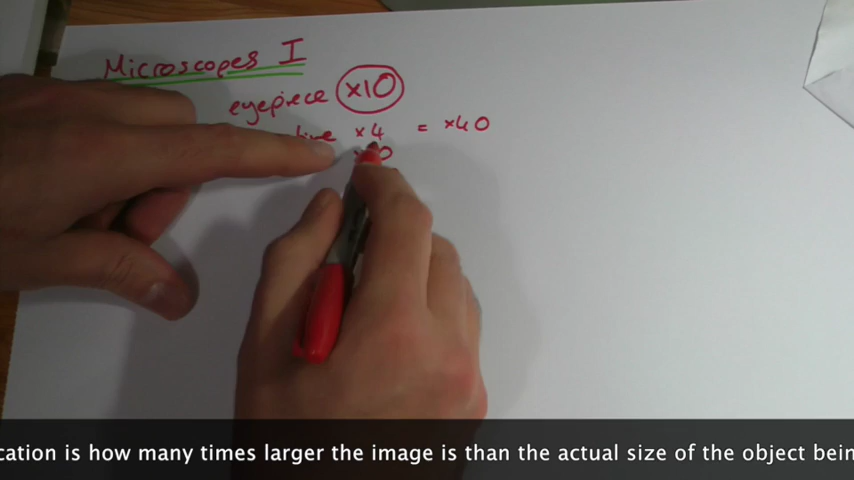 Microscopes I
eyepiece ×10
×4 = ×40
cation is how many times larger the image is than the actual size of the object bein